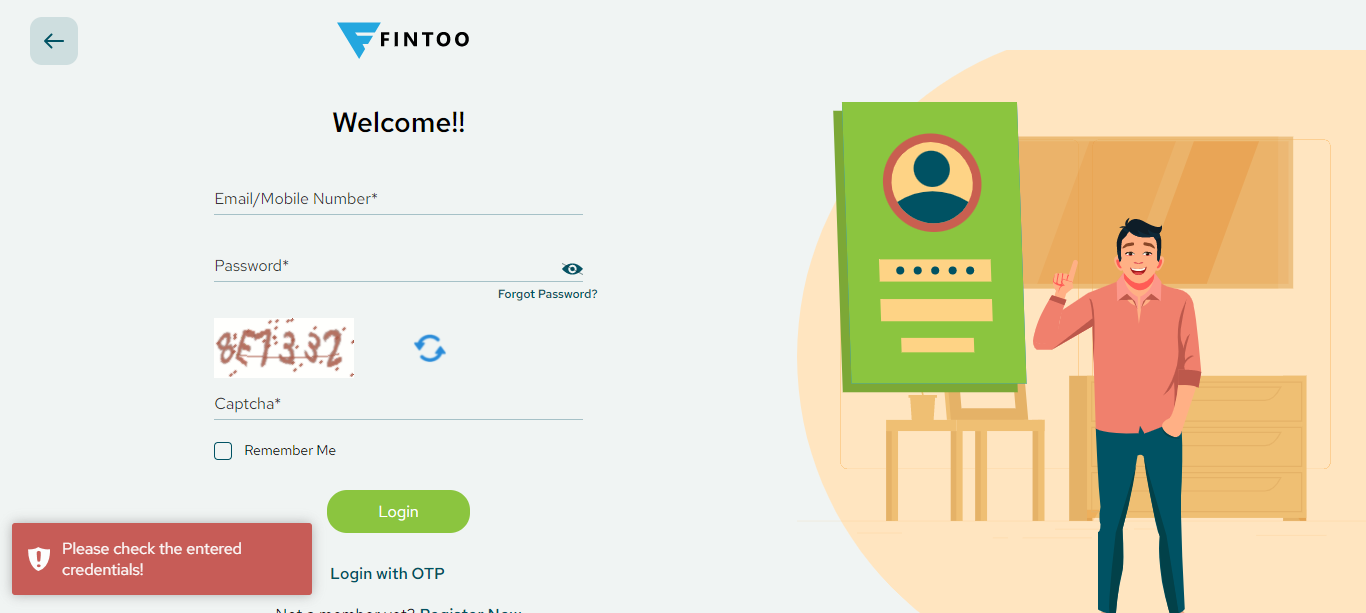 FINTOO
Welcome!!
Email/Mobile Number*
Password*
Forgot Password?
Captcha*
Remember Me
Login
Please check the entered
credentials!
Login with OTP
Not a member yet? Register Now